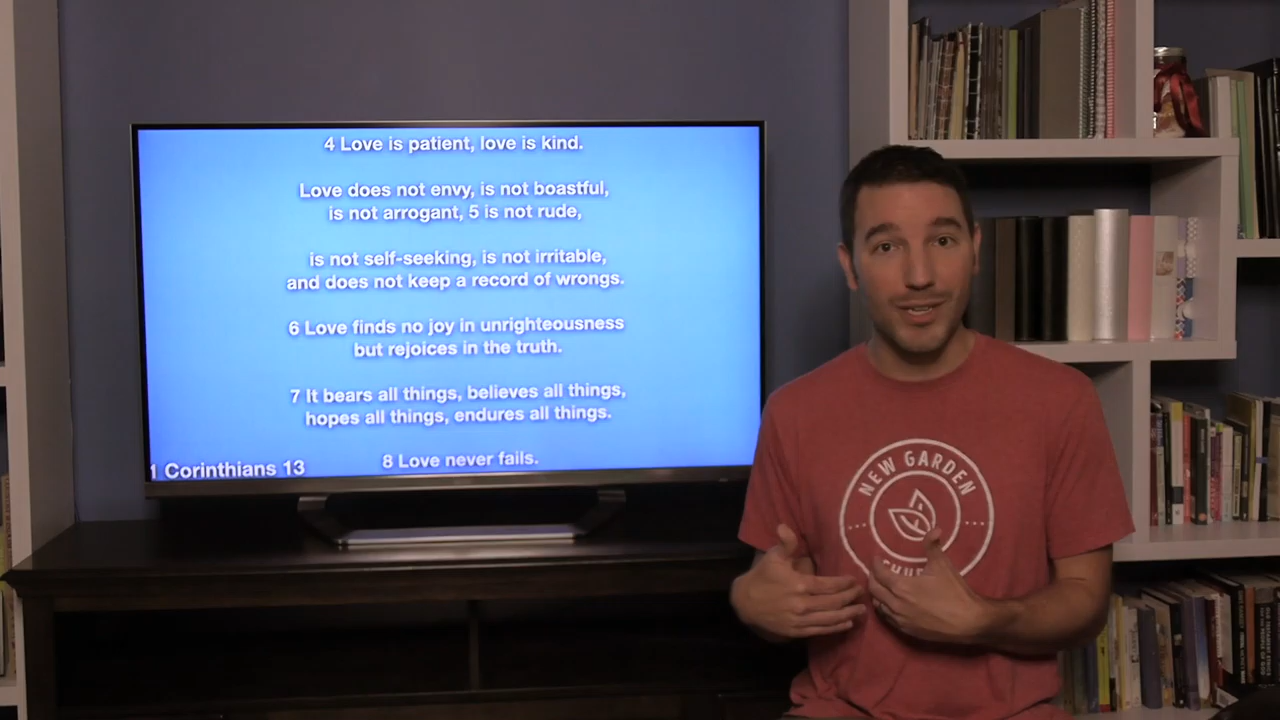 4 Love is patient, love is kind.
Love does not envy, is not boastful,
is not arrogant, 5 is not rude,
is not self-seeking, is not irritable,
and does not keep a record of wrongs.
6 Love finds no joy in unrighteousness
but rejoices in the truth.
7 It bears all things, believes all things,
hopes all things, endures all things.
8 Love never fails.
1 Corinthians 13
NEW GARDEN